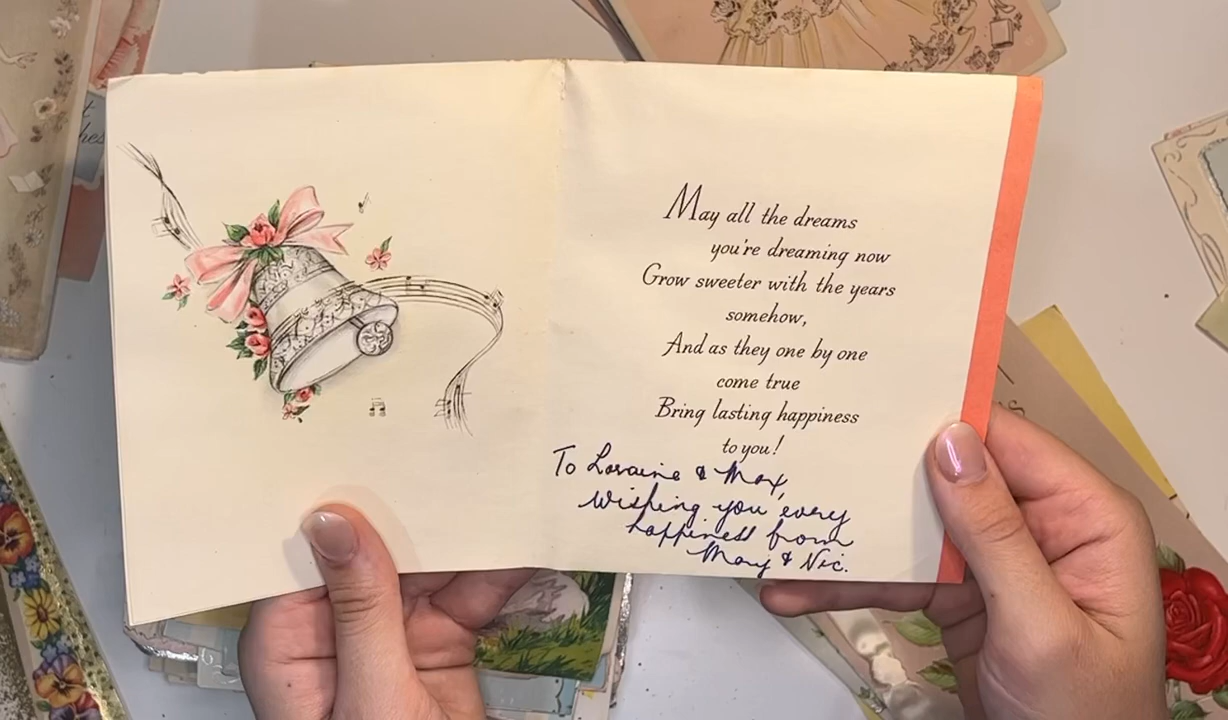 May all the dreams
you're dreaming now
Grow sweeter with the years
somehow,
And as they one by one
come true
Bring lasting happiness
to you!
To Loraine & Max,
wishing you every
happiness from
Mary & Nic.